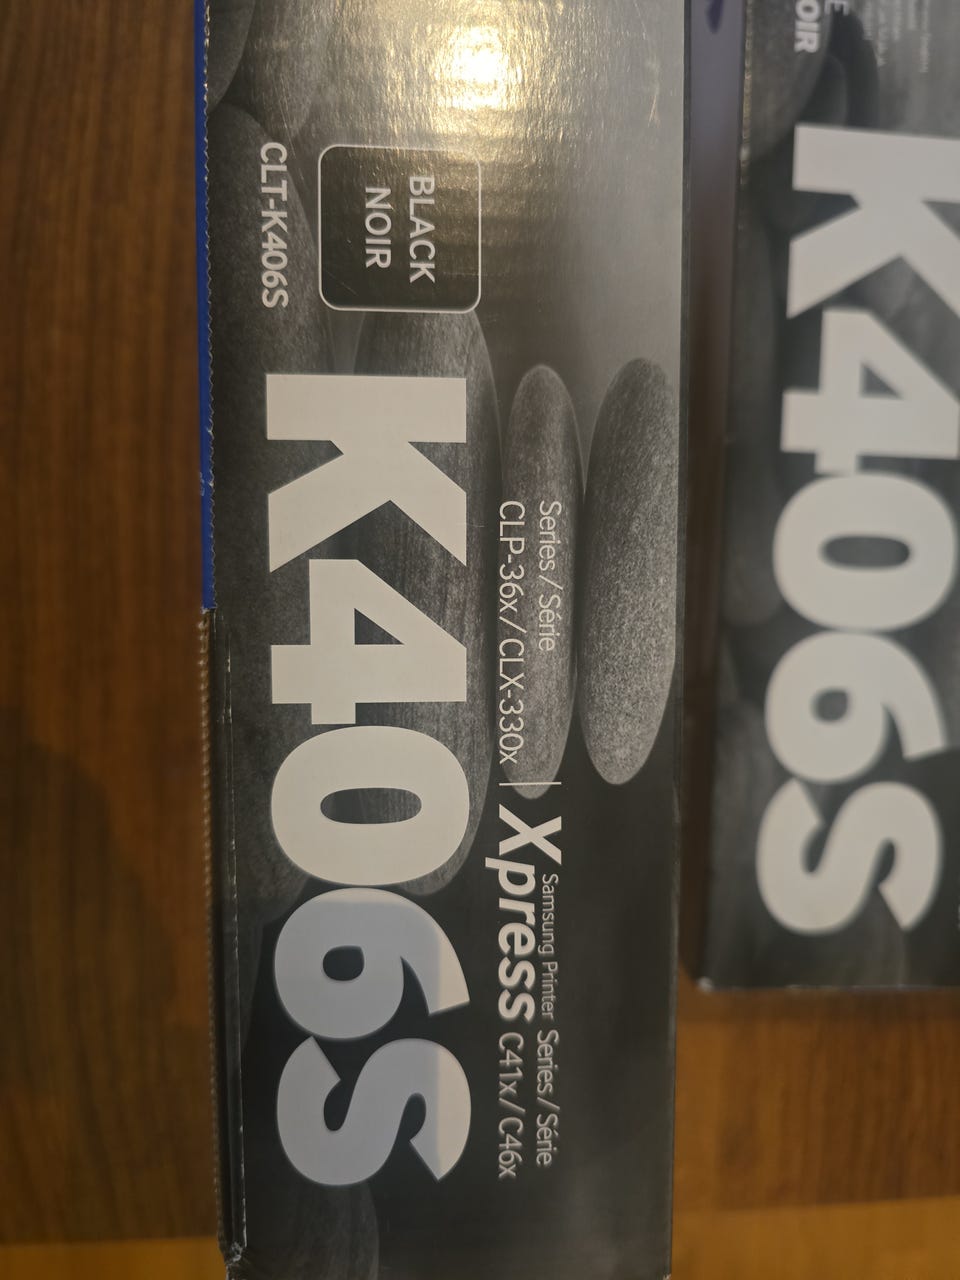 Series / Série
CLP-36x / CLX-330x
Samsung Printer Series / Série
Xpress C41x / C46x
BLACK
NOIR
CLT-K406S
K406S
NOIR
K406S